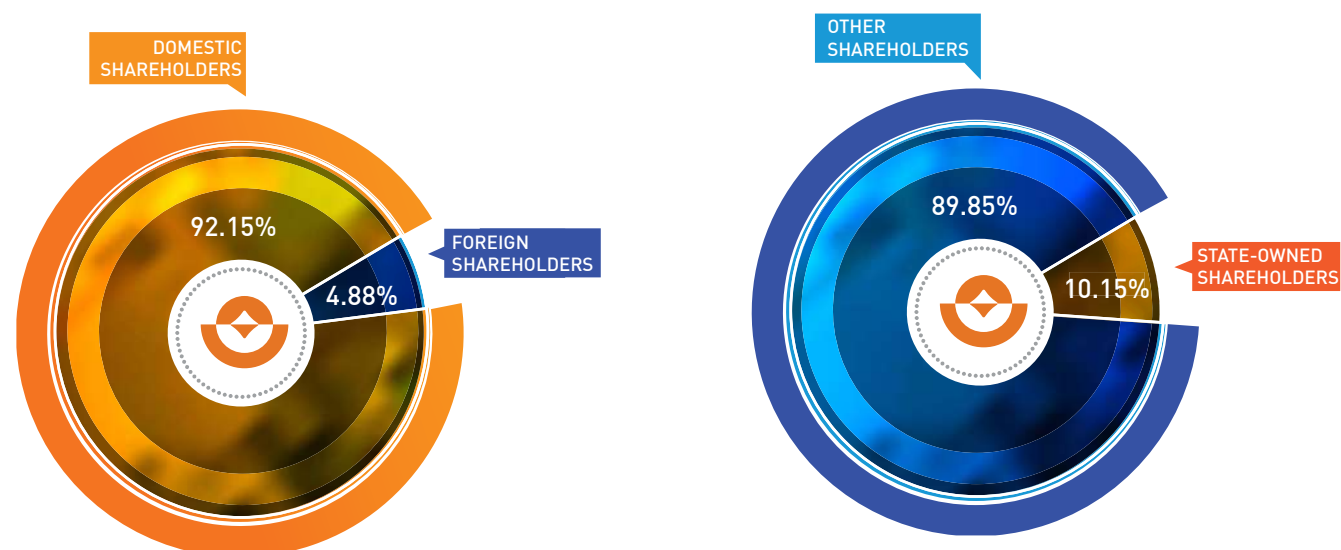 DOMESTIC
SHAREHOLDERS
92.15%
FOREIGN
SHAREHOLDERS
4.88%
OTHER
SHAREHOLDERS
89.85%
STATE-OWNED
SHAREHOLDERS
10.15%